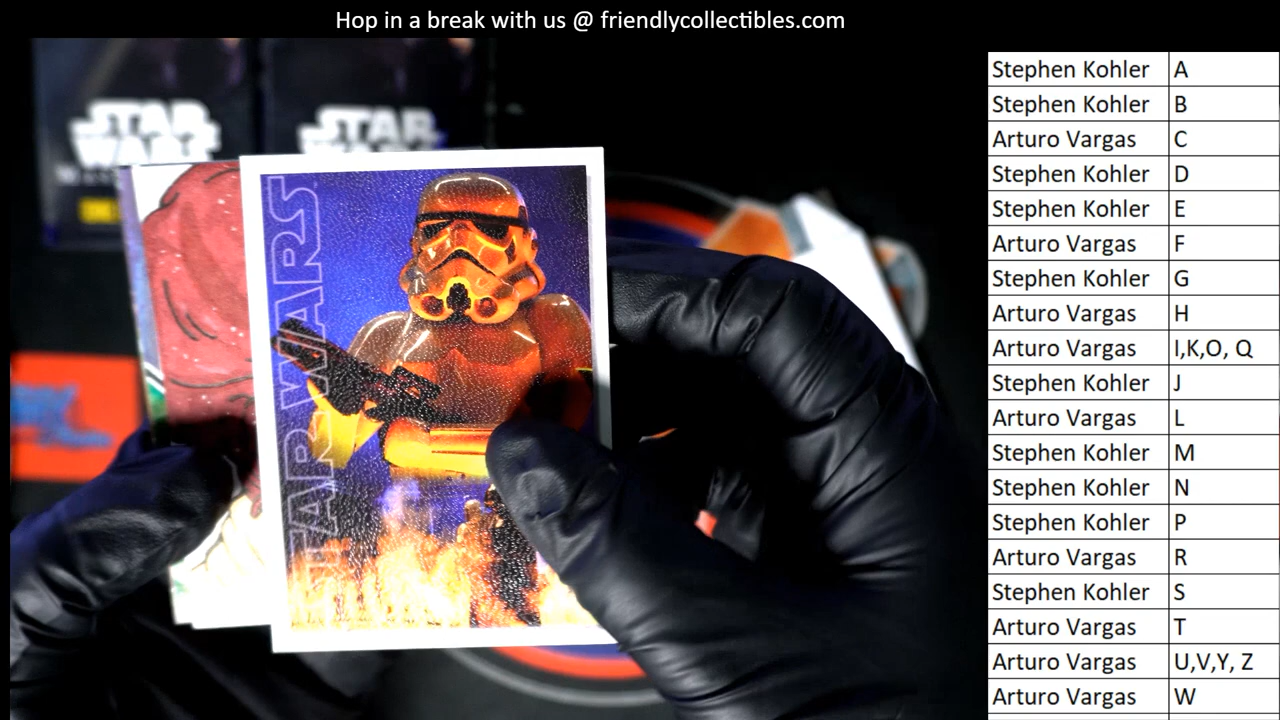 Hop in a break with us @ friendlycollectibles.com
STAR
WARS
STAR
WARS
STAR WARS
Stephen Kohler A
Stephen Kohler B
Arturo Vargas C
Stephen Kohler D
Stephen Kohler E
Arturo Vargas F
Stephen Kohler G
Arturo Vargas H
Arturo Vargas I,K,O, Q
Stephen Kohler J
Arturo Vargas L
Stephen Kohler M
Stephen Kohler N
Stephen Kohler P
Arturo Vargas R
Stephen Kohler S
Arturo Vargas T
Arturo Vargas U,V,Y, Z
Arturo Vargas W